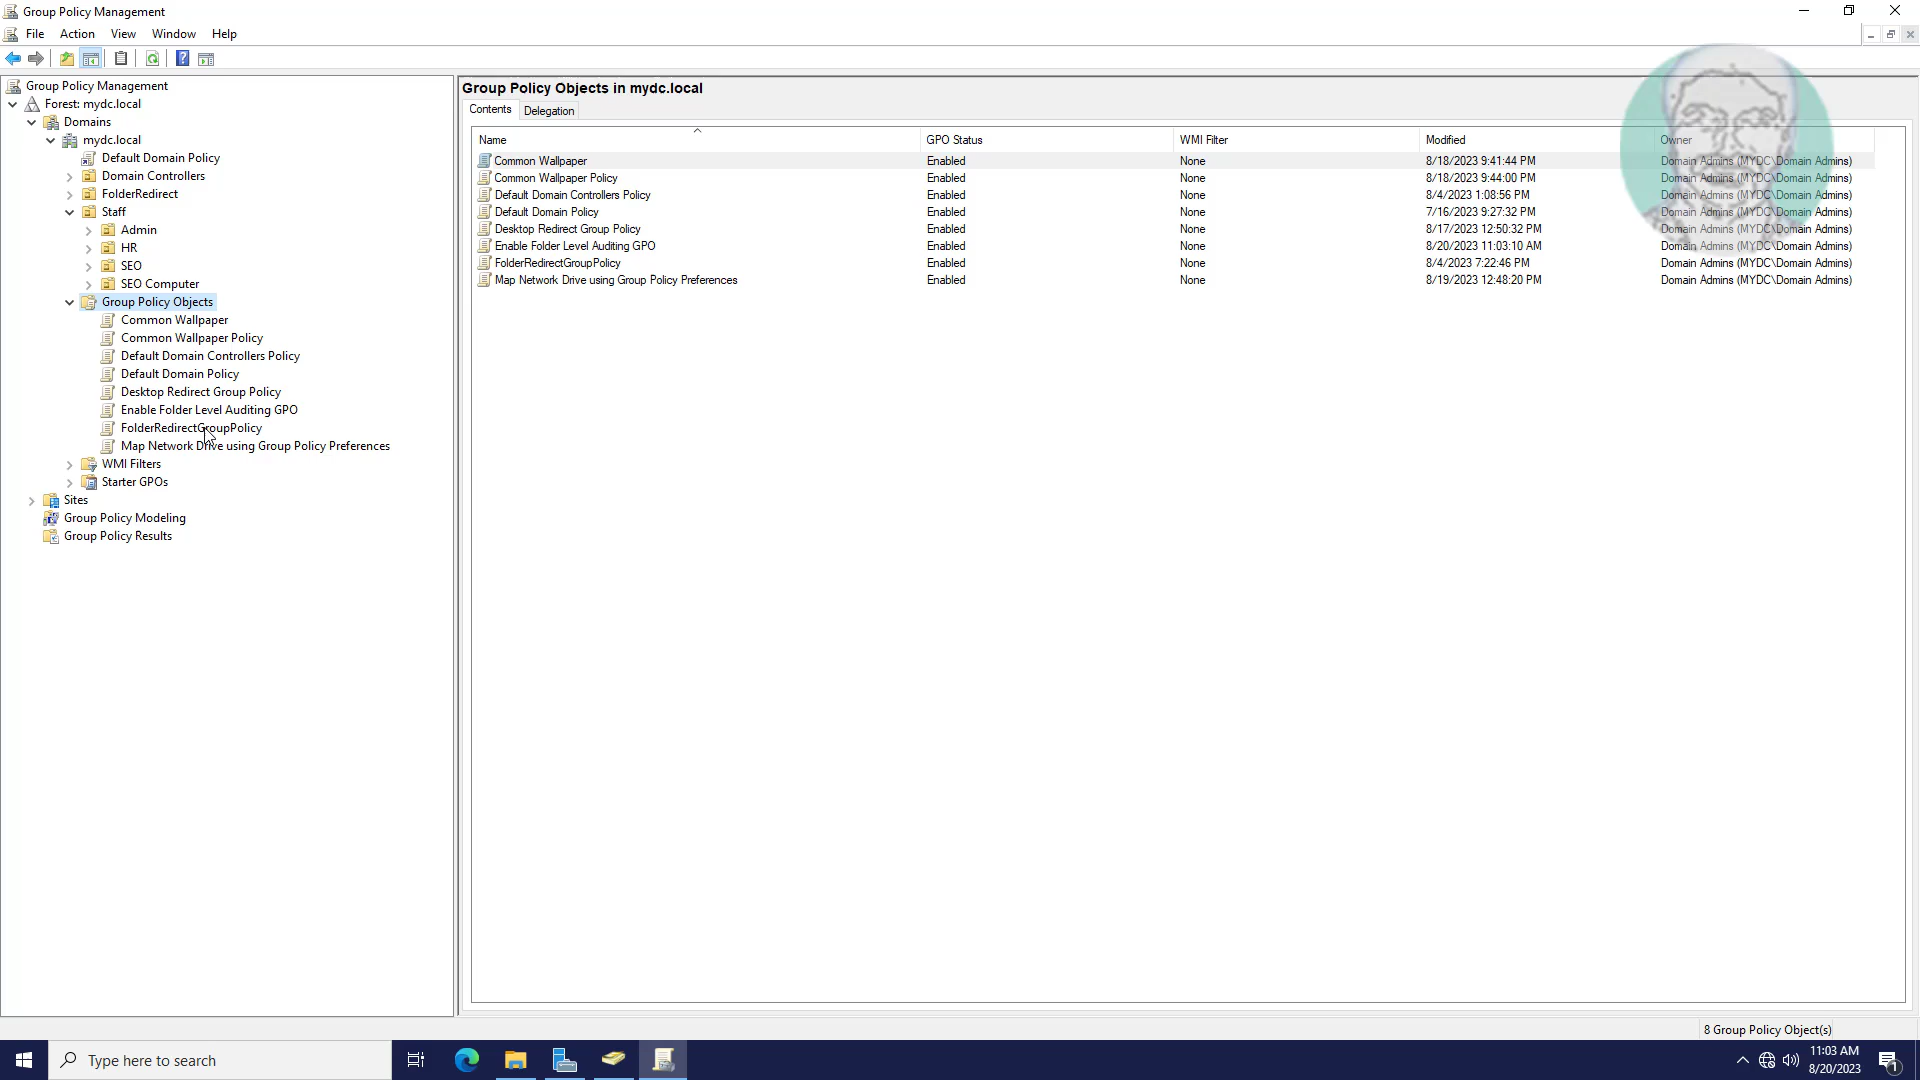 Group Policy Management
File Action View Window Help
Group Policy Management
Forest: mydc.local
Domains
mydc.local
Default Domain Policy
Domain Controllers
FolderRedirect
Staff
Admin
HR
SEO
SEO Computer
Group Policy Objects
Common Wallpaper
Common Wallpaper Policy
Default Domain Controllers Policy
Default Domain Policy
Desktop Redirect Group Policy
Enable Folder Level Auditing GPO
FolderRedirectGroupPolicy
Map Network Drive using Group Policy Preferences
WMI Filters
Starter GPOs
Sites
Group Policy Modeling
Group Policy Results
Group Policy Objects in mydc.local
Contents Delegation
Name GPO Status WMI Filter Modified Owner
Common Wallpaper Enabled None 8/18/2023 9:41:44 PM Domain Admins (MYDC\Domain Admins)
Common Wallpaper Policy Enabled None 8/18/2023 9:44:00 PM Domain Admins (MYDC\Domain Admins)
Default Domain Controllers Policy Enabled None 8/4/2023 1:08:56 PM Domain Admins (MYDC\Domain Admins)
Default Domain Policy Enabled None 7/16/2023 9:27:32 PM Domain Admins (MYDC\Domain Admins)
Desktop Redirect Group Policy Enabled None 8/17/2023 12:50:32 PM Domain Admins (MYDC\Domain Admins)
Enable Folder Level Auditing GPO Enabled None 8/20/2023 11:03:10 AM Domain Admins (MYDC\Domain Admins)
FolderRedirectGroupPolicy Enabled None 8/4/2023 7:22:46 PM Domain Admins (MYDC\Domain Admins)
Map Network Drive using Group Policy Preferences Enabled None 8/19/2023 12:48:20 PM Domain Admins (MYDC\Domain Admins)
8 Group Policy Object(s)
Type here to search
11:03 AM
8/20/2023
1